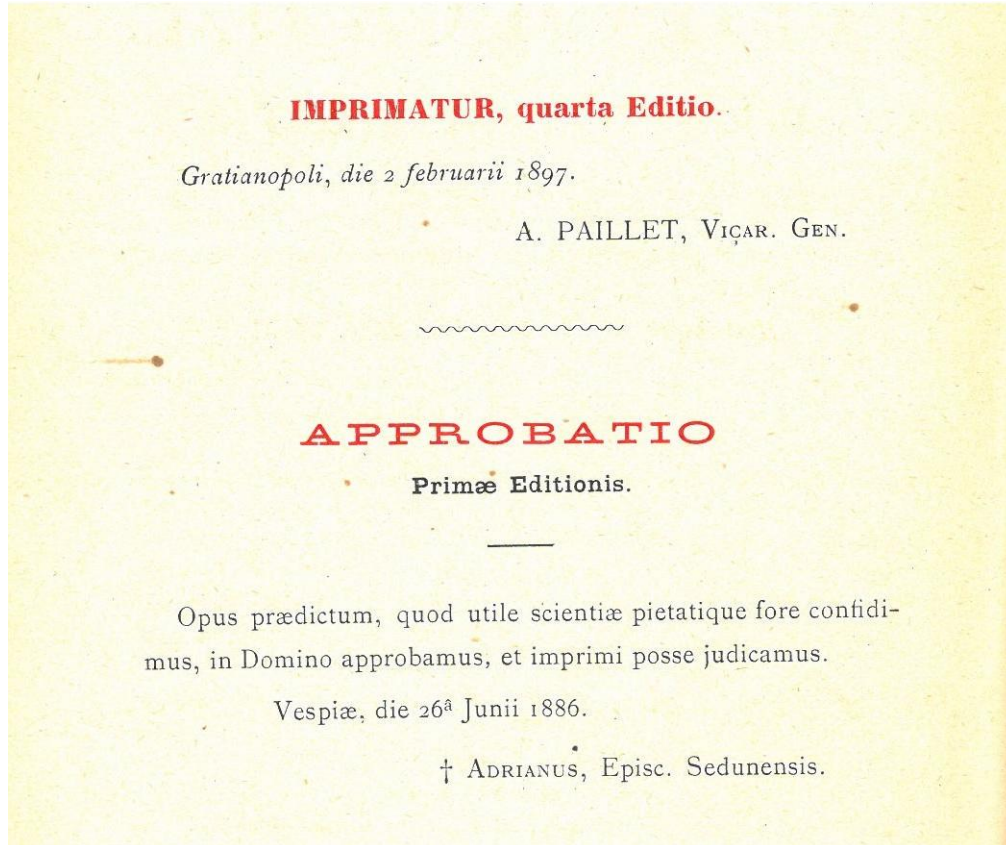 IMPRIMATUR, quarta Editio.
Gratianopoli, die 2 februarii 1897.
A. PAILLET, Viçar. Gen.
APPROBATIO
Primæ Editionis.
Opus prædictum, quod utile scientiæ pietatique fore confidi-
mus, in Domino approbamus, et imprimi posse judicamus.
Vespiæ, die 26â Junii 1886.
† Adrianus, Episc. Sedunensis.